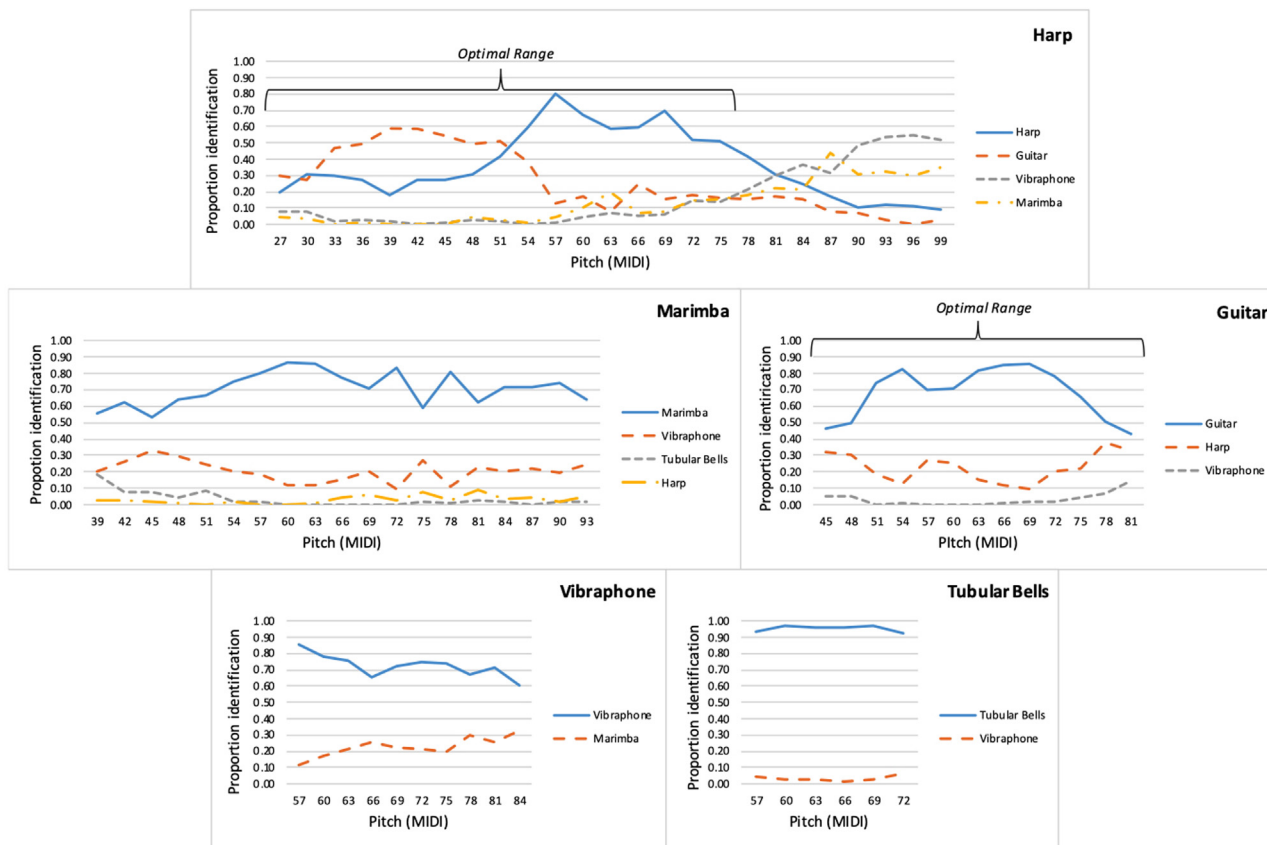 Harp
Optimal Range
1.00
0.90
0.80
0.70
0.60
0.50
0.40
0.30
0.20
0.10
0.00
Proportion identification
27 30 33 36 39 42 45 48 51 54 57 60 63 66 69 72 75 78 81 84 87 90 93 96 99
Pitch (MIDI)
Harp
Guitar
Vibraphone
Marimba
Marimba
1.00
0.90
0.80
0.70
0.60
0.50
0.40
0.30
0.20
0.10
0.00
Propotion identification
39 42 45 48 51 54 57 60 63 66 69 72 75 78 81 84 87 90 93
Pitch (MIDI)
Marimba
Vibraphone
Tubular Bells
Harp
Optimal Range
Guitar
1.00
0.90
0.80
0.70
0.60
0.50
0.40
0.30
0.20
0.10
0.00
Proportion identirication
45 48 51 54 57 60 63 66 69 72 75 78 81
PItch (MIDI)
Guitar
Harp
Vibraphone
Vibraphone
1.00
0.90
0.80
0.70
0.60
0.50
0.40
0.30
0.20
0.10
0.00
Proportion identification
57 60 63 66 69 72 75 78 81 84
Pitch (MIDI)
Vibraphone
Marimba
Tubular Bells
1.00
0.90
0.80
0.70
0.60
0.50
0.40
0.30
0.20
0.10
0.00
Proportion identification
57 60 63 66 69 72
Pitch (MIDI)
Tubular Bells
Vibraphone